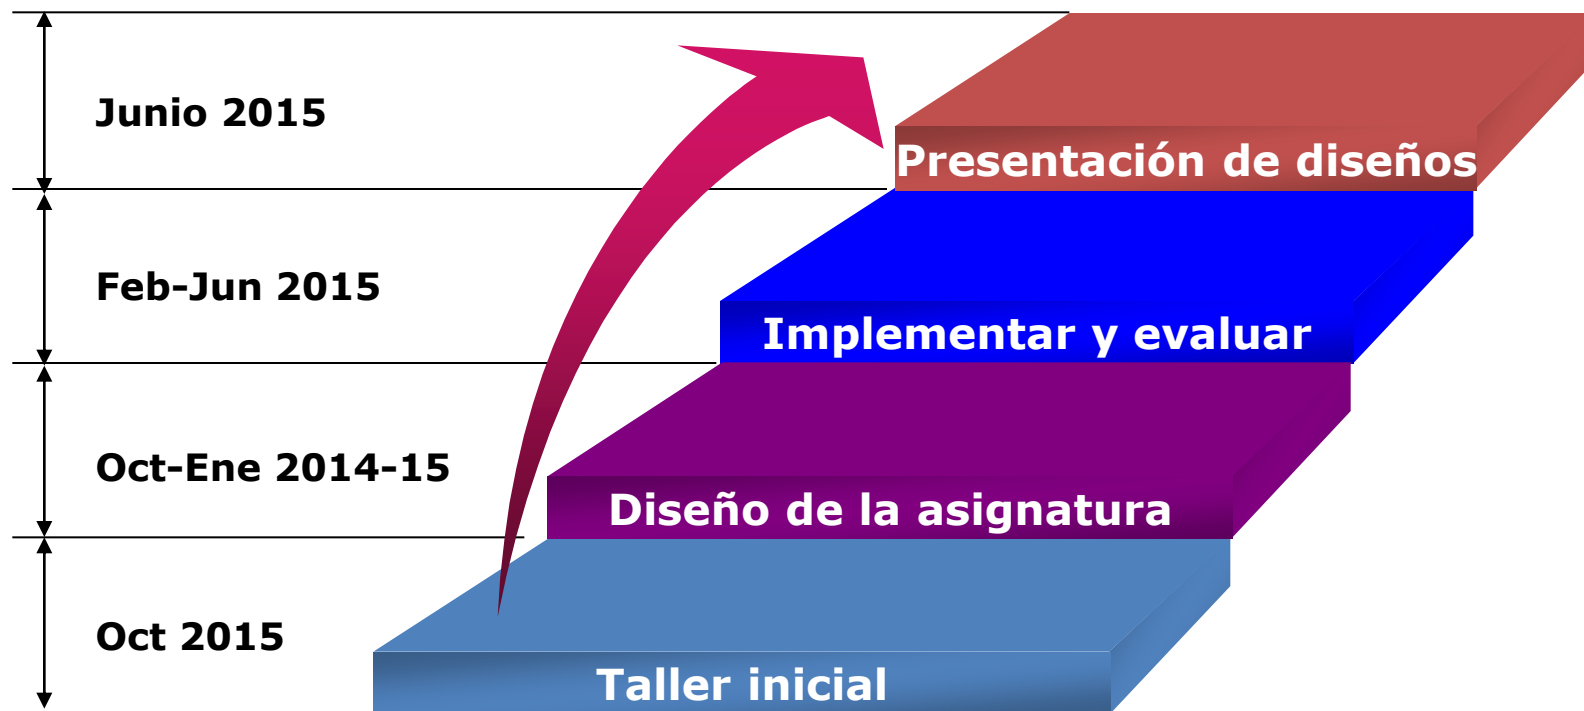 Junio 2015
Presentación de diseños
Feb-Jun 2015
Implementar y evaluar
Oct-Ene 2014-15
Diseño de la asignatura
Oct 2015
Taller inicial